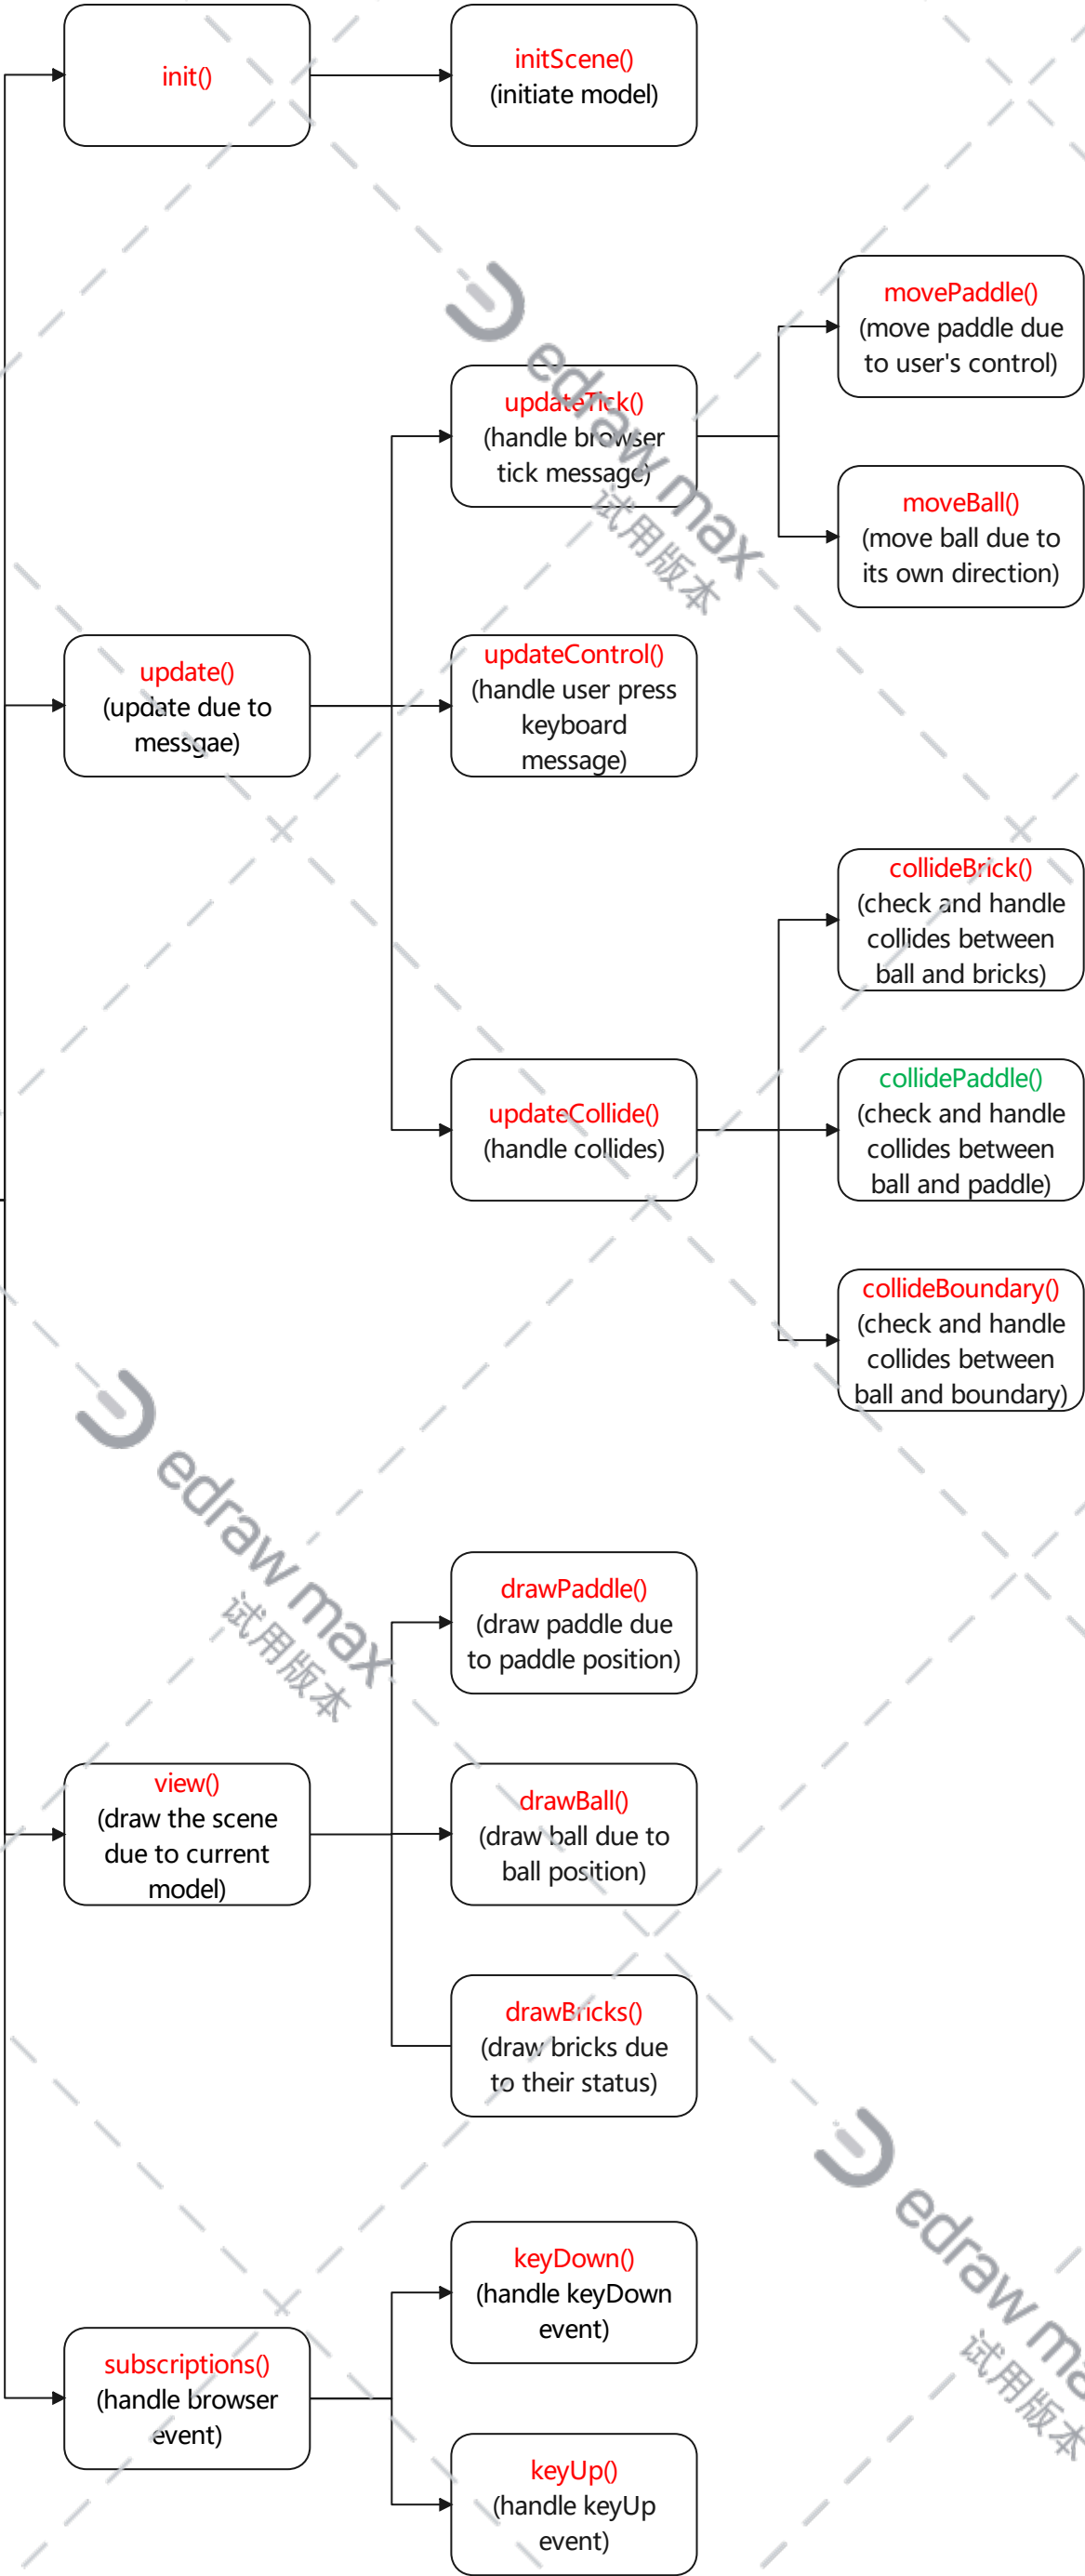 init()
initScene()
(initiate model)
movePaddle()
(move paddle due
to user's control)
updateTick()
(handle browser
tick message)
moveBall()
(move ball due to
its own direction)
update()
(update due to
messgae)
updateControl()
(handle user press
keyboard
message)
collideBrick()
(check and handle
collides between
ball and bricks)
updateCollide()
(handle collides)
collidePaddle()
(check and handle
collides between
ball and paddle)
collideBoundary()
(check and handle
collides between
ball and boundary)
drawPaddle()
(draw paddle due
to paddle position)
view()
(draw the scene
due to current
model)
drawBall()
(draw ball due to
ball position)
drawBricks()
(draw bricks due
to their status)
keyDown()
(handle keyDown
event)
subscriptions()
(handle browser
event)
keyUp()
(handle keyUp
event)
edraw max
试用版本
edraw max
试用版本
edraw ma
试用版本